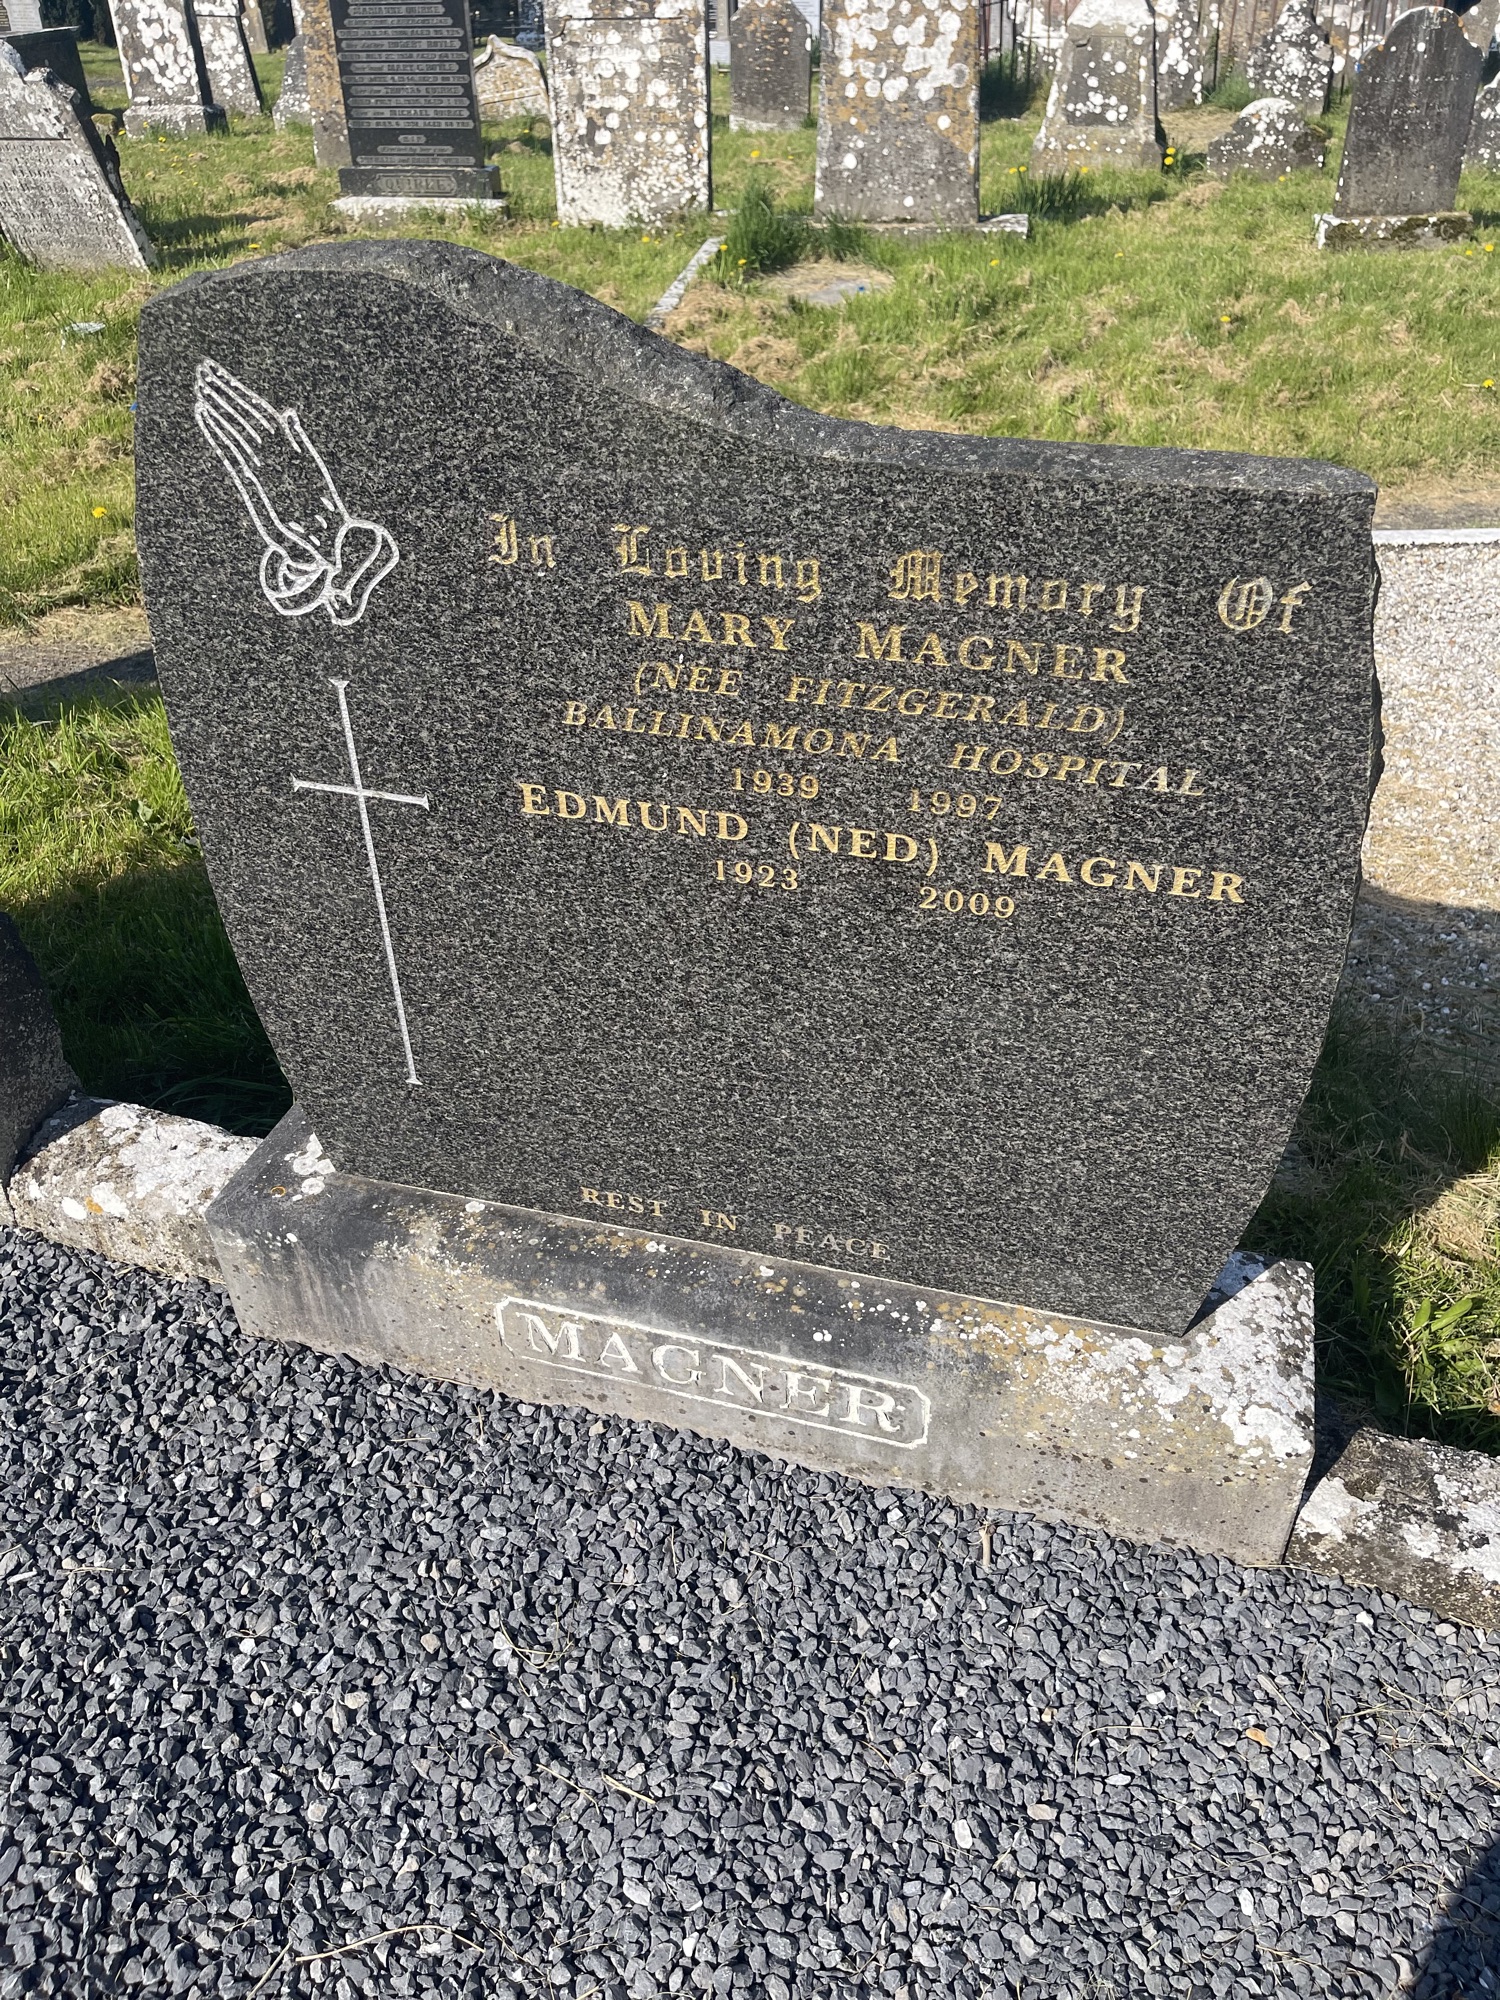 In Loving Memory Of
MARY MAGNER
(NEE FITZGERALD)
BALLINAMONA HOSPITAL
1939 1997
EDMUND (NED) MAGNER
1923 2009
REST IN PEACE
MAGNER
QUIRKE